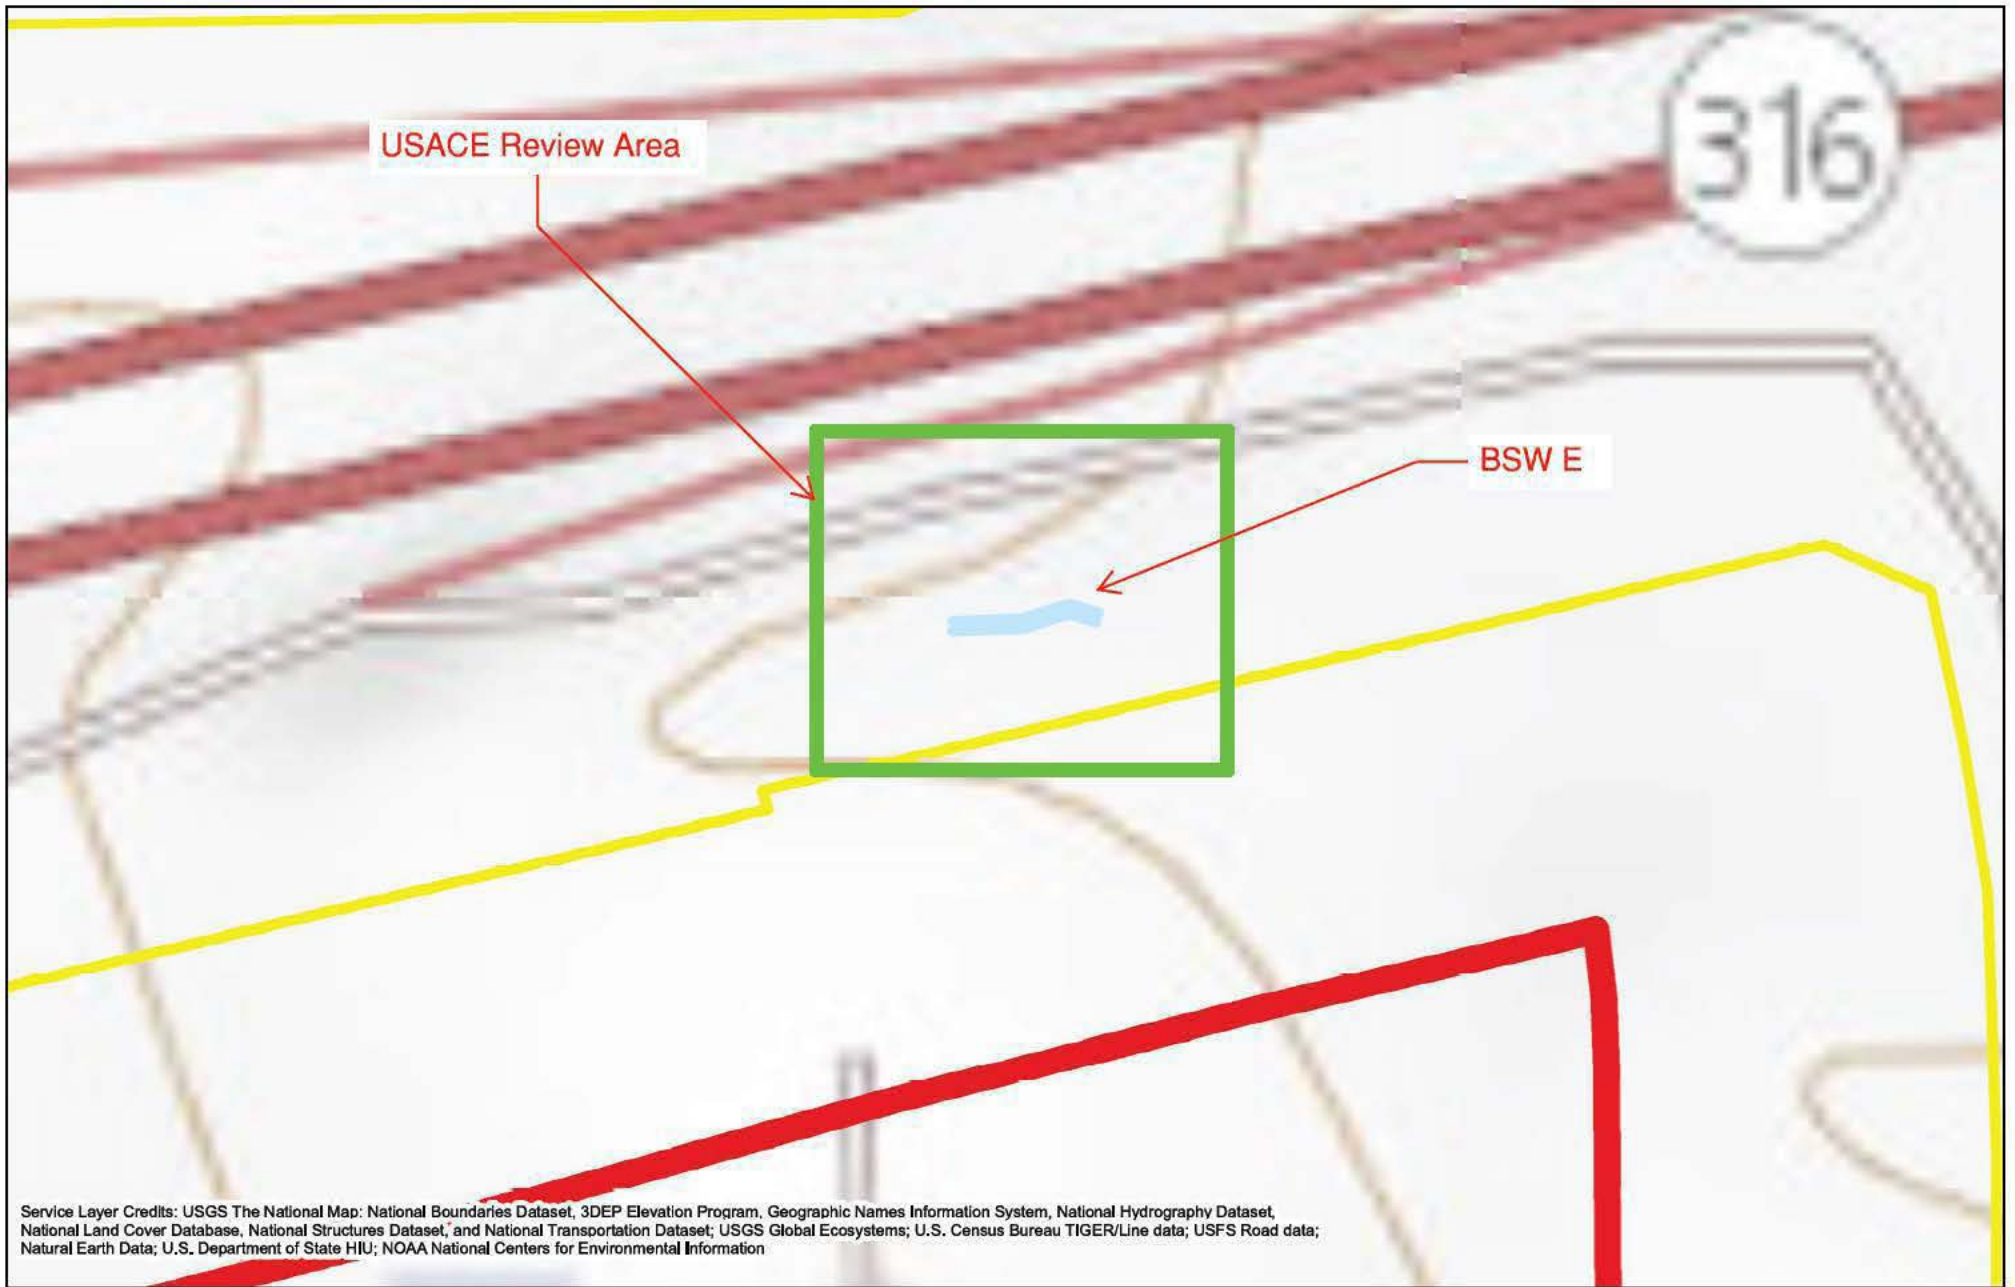 316
USACE Review Area
BSW E
Service Layer Credits: USGS The National Map: National Boundaries Dataset, 3DEP Elevation Program, Geographic Names Information System, National Hydrography Dataset,
National Land Cover Database, National Structures Dataset, and National Transportation Dataset; USGS Global Ecosystems; U.S. Census Bureau TIGER/Line data; USFS Road data;
Natural Earth Data; U.S. Department of State HIU; NOAA National Centers for Environmental Information